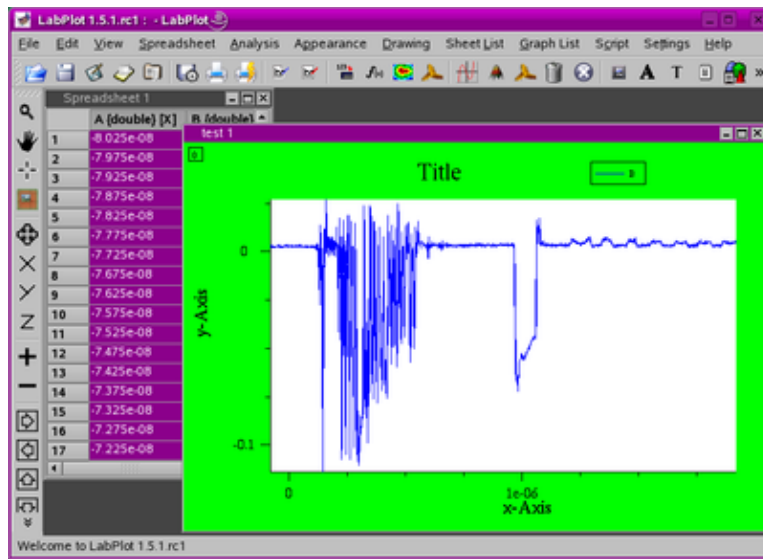 LabPlot 1.5.1.rc1 : - LabPlot
File Edit View Spreadsheet Analysis Appearance Drawing Sheet List Graph List Script Settings Help
Spreadsheet 1
A {double} [X] B {double}
test 1
1 -8.025e-08
2 -7.975e-08
3 -7.925e-08
4 -7.875e-08
5 -7.825e-08
6 -7.775e-08
7 -7.725e-08
8 -7.675e-08
9 -7.625e-08
10 -7.575e-08
11 -7.525e-08
12 -7.475e-08
13 -7.425e-08
14 -7.375e-08
15 -7.325e-08
16 -7.275e-08
17 -7.225e-08
Title
y-Axis
0
-0.1
0 1e-06
x-Axis
X
Y
Z
A T
Welcome to LabPlot 1.5.1.rc1